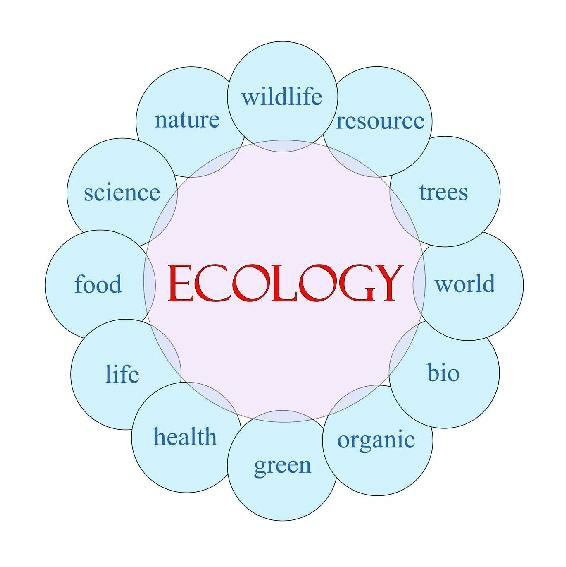 wildlife
resource
trees
world
bio
organic
green
health
life
food
science
nature
ECOLOGY